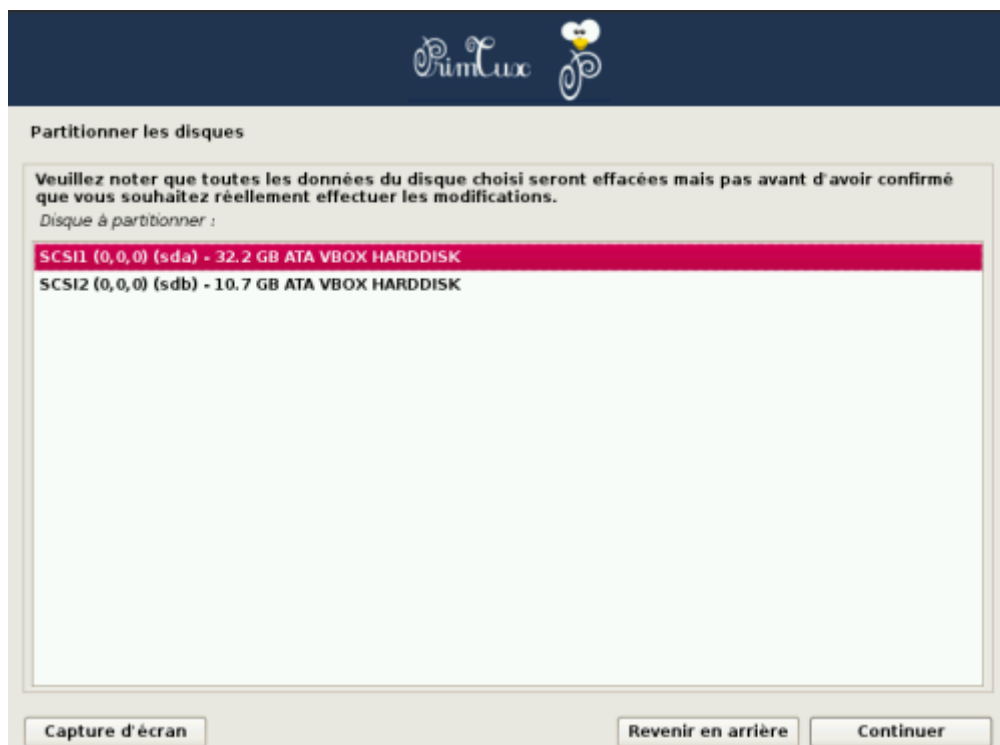 PrimTux
Partitionner les disques
Veuillez noter que toutes les données du disque choisi seront effacées mais pas avant d'avoir confirmé
que vous souhaitez réellement effectuer les modifications.
Disque à partitionner :
SCSI1 (0,0,0) (sda) - 32.2 GB ATA VBOX HARDDISK
SCSI2 (0,0,0) (sdb) - 10.7 GB ATA VBOX HARDDISK
Capture d'écran
Revenir en arrière
Continuer